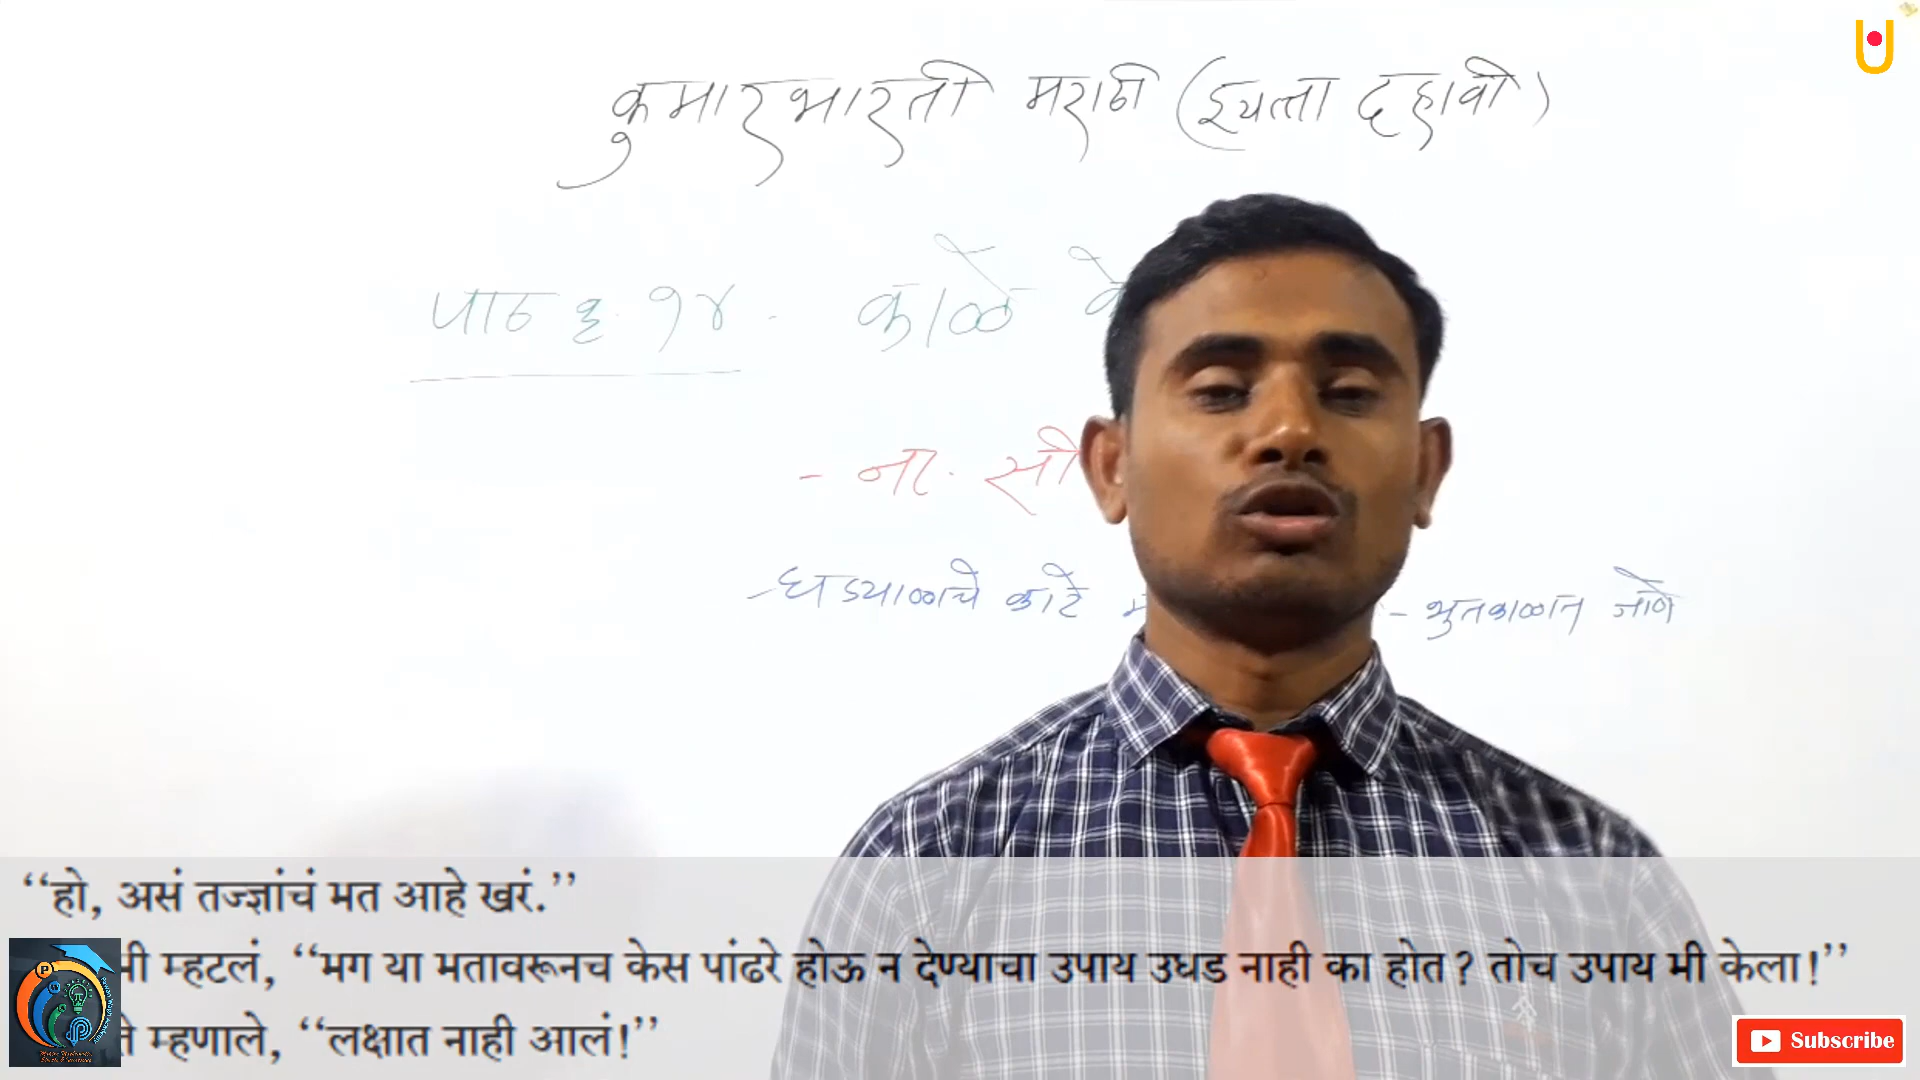 कुमारभारती मराठी (इयत्ता दहावी)
पाठ क्र. १४ - काळे के
- ना. सी
- घड्याळाचे काटे - भुतकाळात जाणे
‘‘हो, असं तज्ज्ञांचं मत आहे खरं.’’
मी म्हटलं, ‘‘मग या मतावरूनच केस पांढरे होऊ न देण्याचा उपाय उघड नाही का होत? तोच उपाय मी केला!’’
ते म्हणाले, ‘‘लक्षात नाही आलं!’’
Subscribe